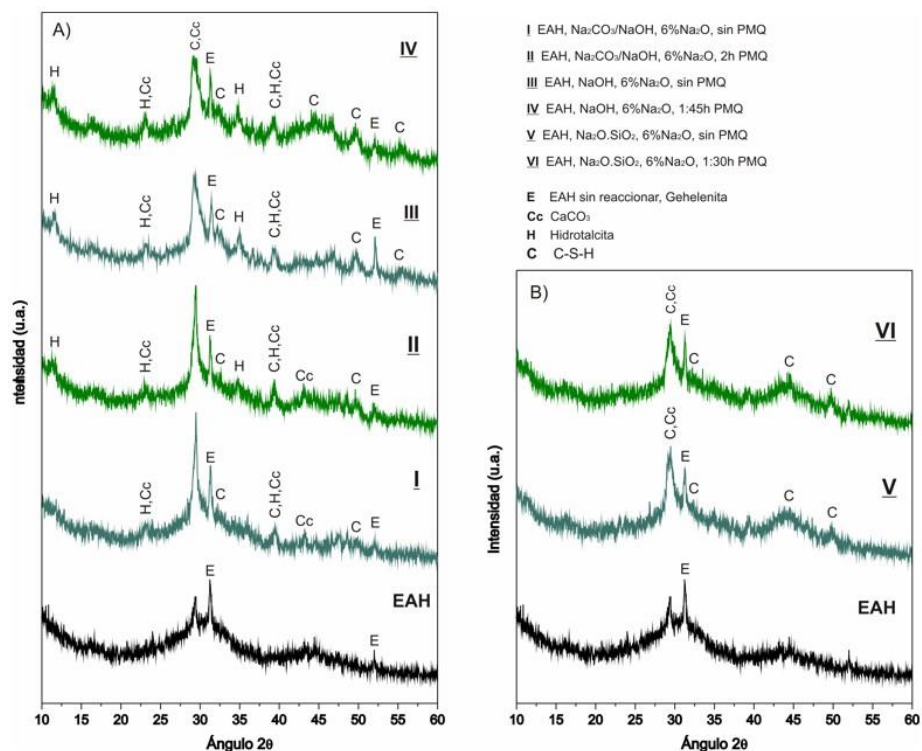 A)
IV
C,Cc
E
H
H,Cc
C
H
C,H,Cc
C
C
E
C
III
H
H,Cc
E
C
H
C,H,Cc
C
E
C
II
H
H,Cc
E
C
H
C,H,Cc
Cc
C
E
I
H,Cc
E
C
C,H,Cc
Cc
C
E
EAH
E
E
10 15 20 25 30 35 40 45 50 55 60
Ángulo 2θ
I EAH, Na₂CO₃/NaOH, 6%Na₂O, sin PMQ
II EAH, Na₂CO₃/NaOH, 6%Na₂O, 2h PMQ
III EAH, NaOH, 6%Na₂O, sin PMQ
IV EAH, NaOH, 6%Na₂O, 1:45h PMQ
V EAH, Na₂O.SiO₂, 6%Na₂O, sin PMQ
VI EAH, Na₂O.SiO₂, 6%Na₂O, 1:30h PMQ
E EAH sin reaccionar, Gehelenita
Cc CaCO₃
H Hidrotalcita
C C-S-H
B)
VI
C,Cc
E
C
C
C
V
C,Cc
E
C
C
C
EAH
E
Intensidad (u.a.)
10 15 20 25 30 35 40 45 50 55 60
Ángulo 2θ